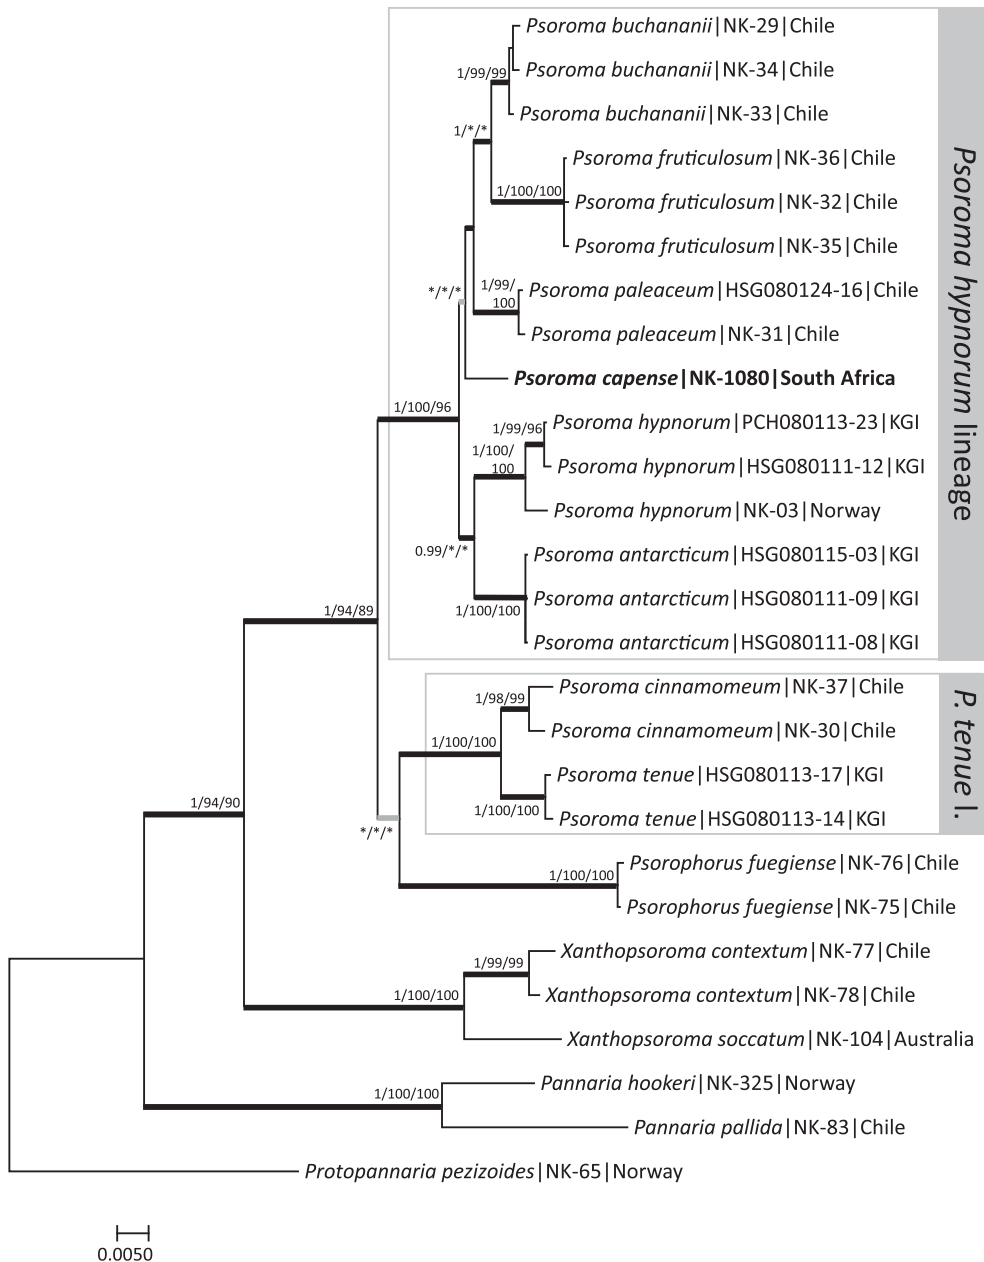 Psoroma buchananii|NK-29|Chile
Psoroma buchananii|NK-34|Chile
1/99/99
Psoroma buchananii|NK-33|Chile
1/*/*
Psoroma fruticulosum|NK-36|Chile
1/100/100
Psoroma fruticulosum|NK-32|Chile
Psoroma fruticulosum|NK-35|Chile
*/*/*
1/99/
100
Psoroma paleaceum|HSG080124-16|Chile
Psoroma paleaceum|NK-31|Chile
Psoroma capense|NK-1080|South Africa
1/100/96
Psoroma hypnorum|PCH080113-23|KGI
1/99/96
1/100/
100
Psoroma hypnorum|HSG080111-12|KGI
Psoroma hypnorum|NK-03|Norway
0.99/*/*
Psoroma antarcticum|HSG080115-03|KGI
Psoroma antarcticum|HSG080111-09|KGI
1/100/100
Psoroma antarcticum|HSG080111-08|KGI
Psoroma hypnorum lineage
1/94/89
Psoroma cinnamomeum|NK-37|Chile
1/98/99
Psoroma cinnamomeum|NK-30|Chile
1/100/100
Psoroma tenue|HSG080113-17|KGI
1/100/100
Psoroma tenue|HSG080113-14|KGI
P. tenue l.
1/94/90
*/*/*
Psorophorus fuegiense|NK-76|Chile
1/100/100
Psorophorus fuegiense|NK-75|Chile
Xanthopsoroma contextum|NK-77|Chile
1/99/99
Xanthopsoroma contextum|NK-78|Chile
1/100/100
Xanthopsoroma soccatum|NK-104|Australia
Pannaria hookeri|NK-325|Norway
1/100/100
Pannaria pallida|NK-83|Chile
Protopannaria pezizoides|NK-65|Norway
0.0050